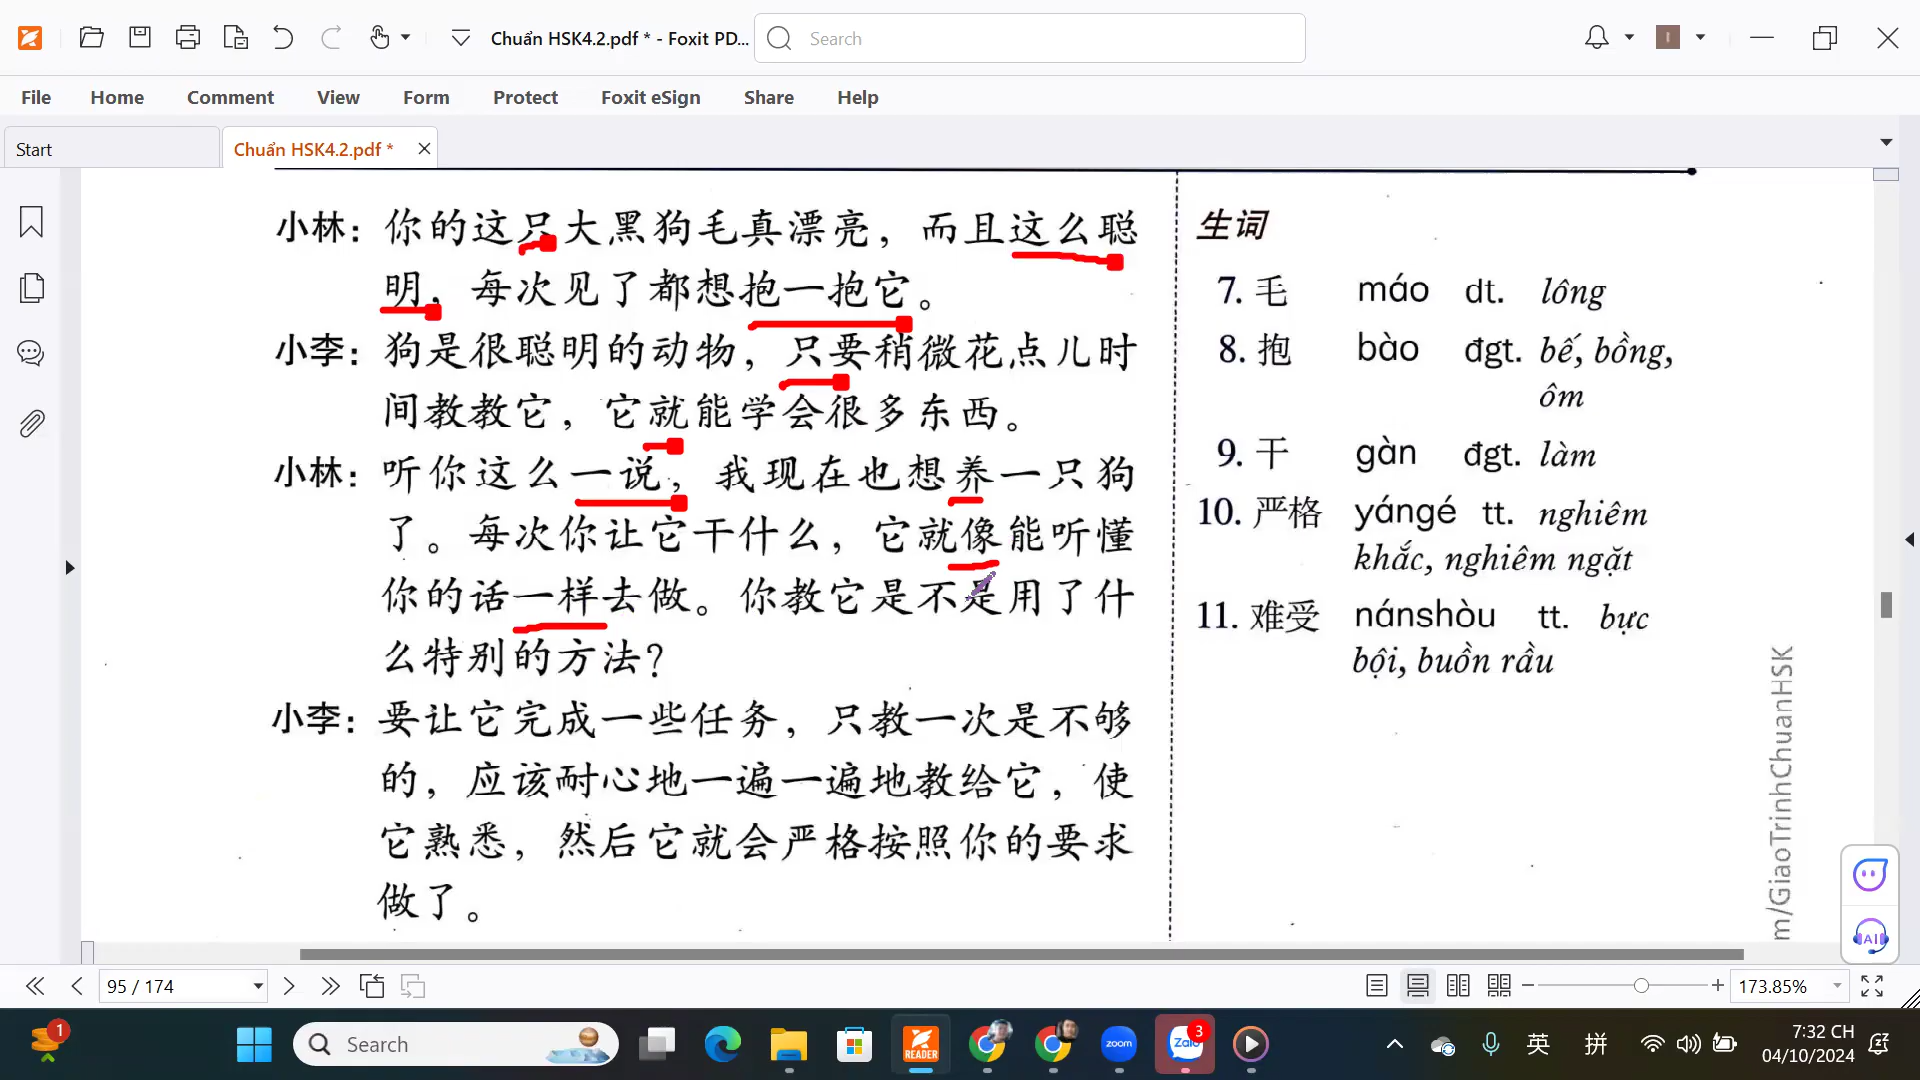 Chuẩn HSK4.2.pdf * - Foxit PD...
Search
File Home Comment View Form Protect Foxit eSign Share Help
Start
Chuẩn HSK4.2.pdf *
小林：你的这只大黑狗毛真漂亮，而且这么聪
明，每次见了都想抱一抱它。
小李：狗是很聪明的动物，只要稍微花点儿时
间教教它，它就能学会很多东西。
小林：听你这么一说，我现在也想养一只狗
了。每次你让它干什么，它就像能听懂
你的话一样去做。你教它是不是用了什
么特别的方法？
小李：要让它完成一些任务，只教一次是不够
的，应该耐心地一遍一遍地教给它，使
它熟悉，然后它就会严格按照你的要求
做了。
生词
7. 毛 máo dt. lông
8. 抱 bào đgt. bế, bồng,
ôm
9. 干 gàn đgt. làm
10. 严格 yángé tt. nghiêm
khắc, nghiêm ngặt
11. 难受 nánshòu tt. bực
bội, buồn rầu
m/GiaoTrinhChuanHSK
AI
95 / 174
173.85%
1
Search
READER
zoom
Zalo
3
英
拼
7:32 CH
04/10/2024